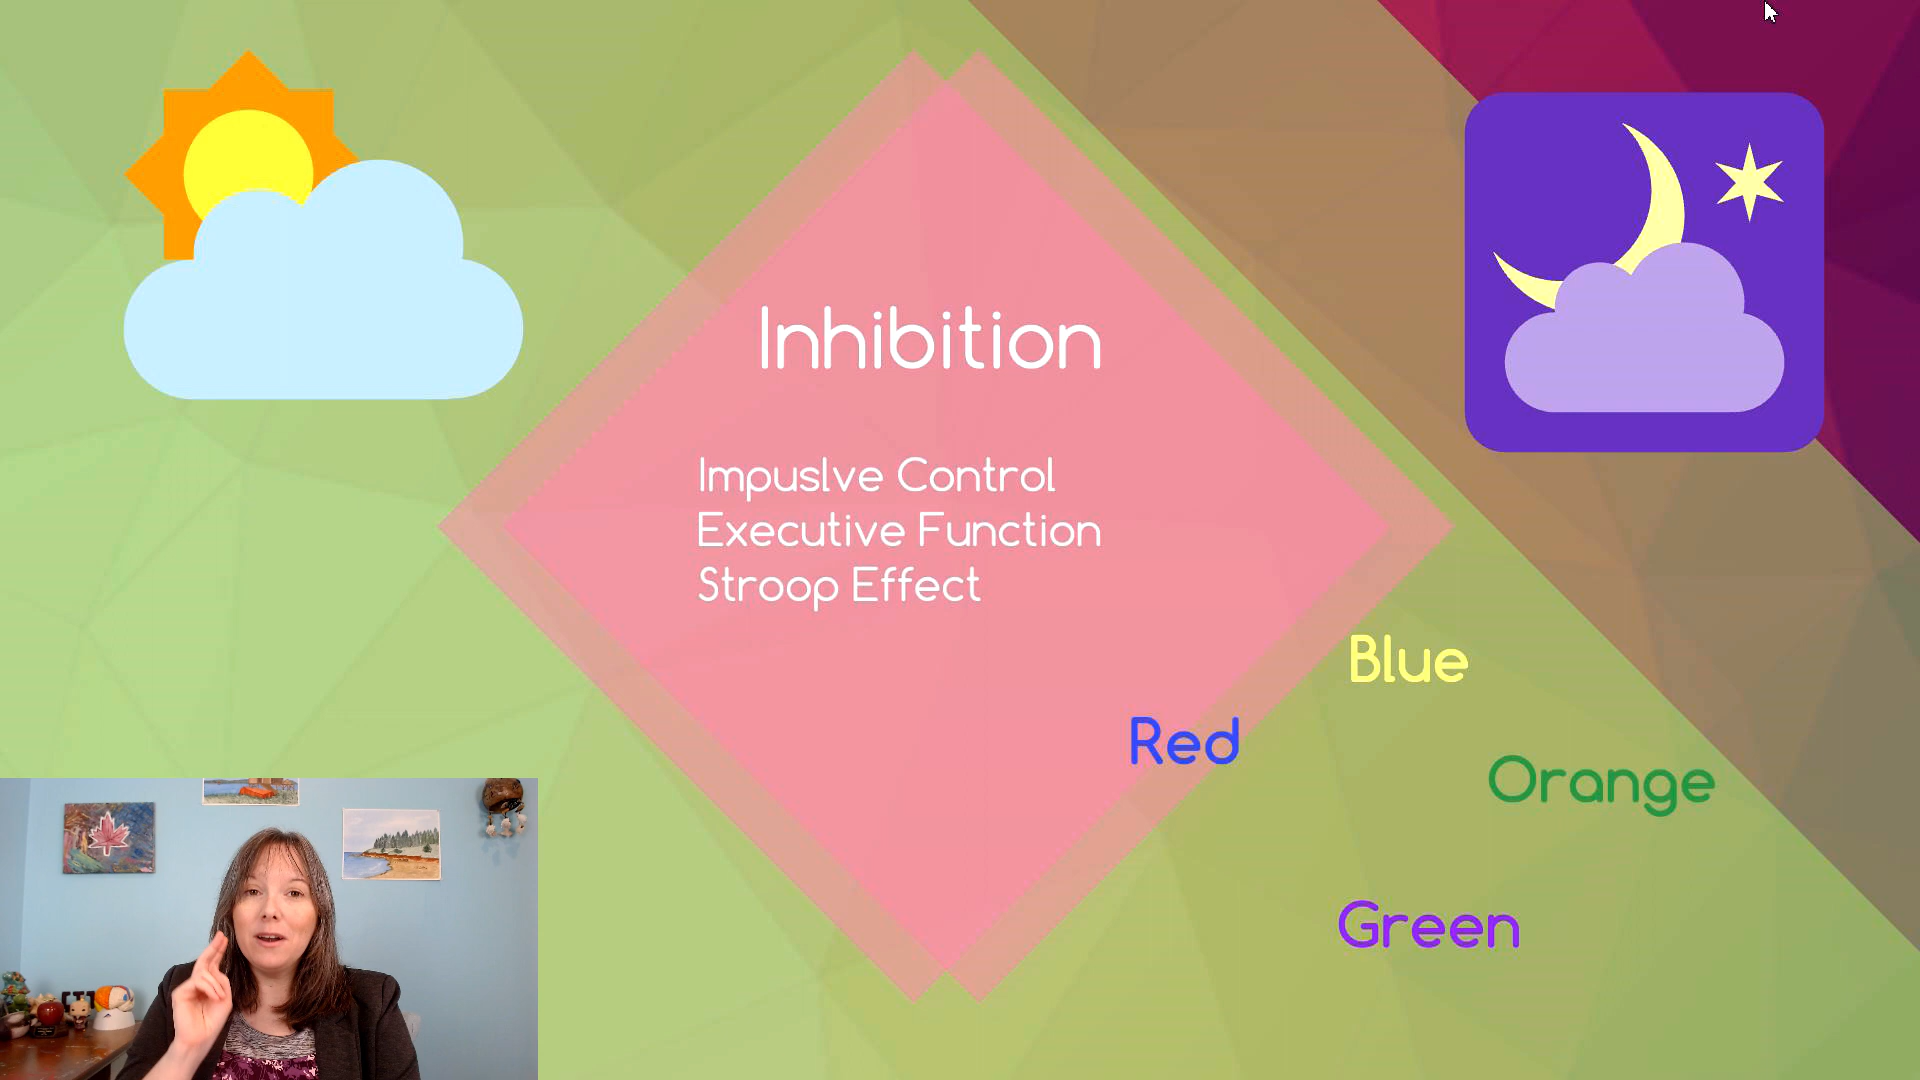 Inhibition
Impuslve Control
Executive Function
Stroop Effect
Blue
Red
Orange
Green